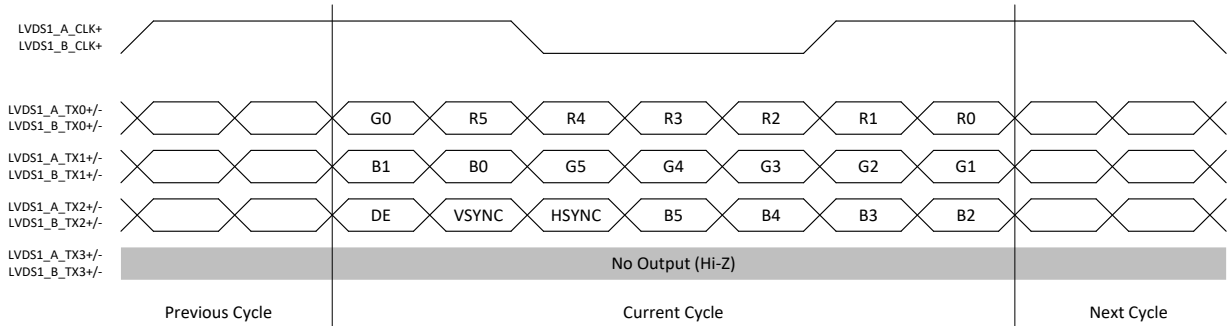 LVDS1_A_CLK+
LVDS1_B_CLK+
LVDS1_A_TX0+/-
LVDS1_B_TX0+/-
G0 R5 R4 R3 R2 R1 R0
LVDS1_A_TX1+/-
LVDS1_B_TX1+/-
B1 B0 G5 G4 G3 G2 G1
LVDS1_A_TX2+/-
LVDS1_B_TX2+/-
DE VSYNC HSYNC B5 B4 B3 B2
LVDS1_A_TX3+/-
LVDS1_B_TX3+/-
No Output (Hi-Z)
Previous Cycle Current Cycle Next Cycle